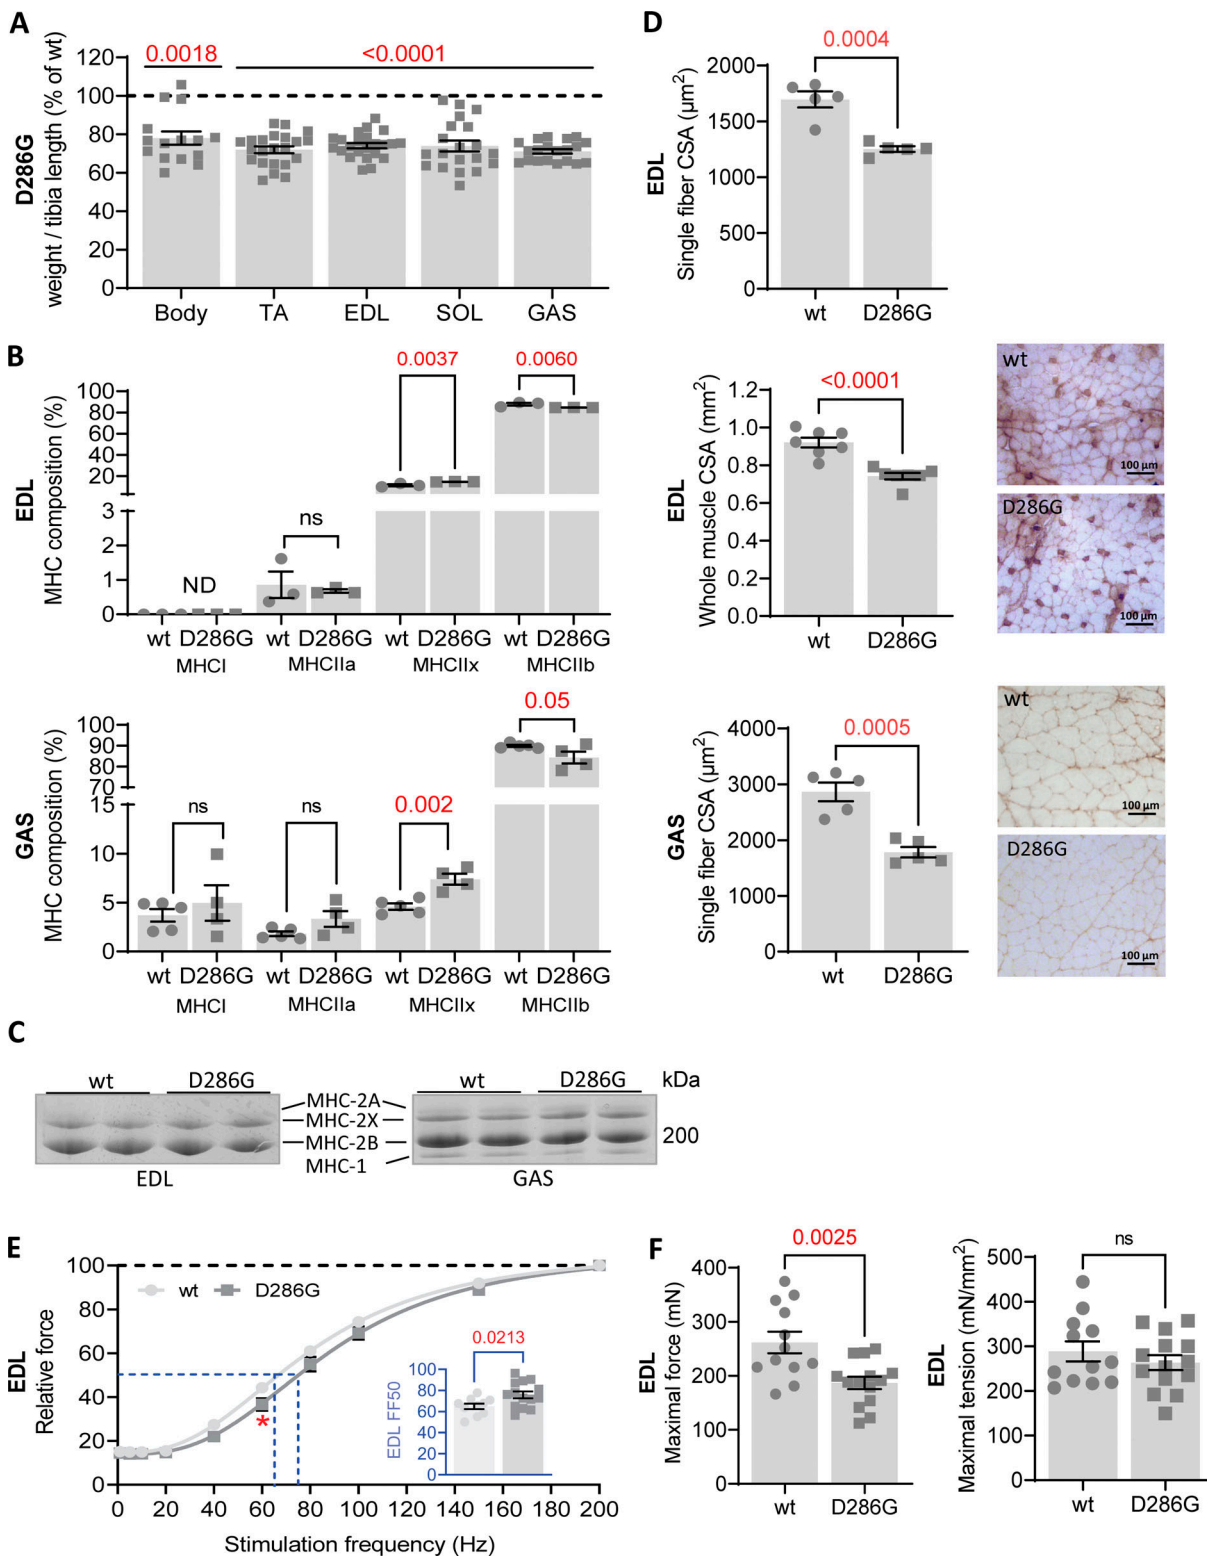 A
D286G
weight / tibia length (% of wt)
120
100
80
60
40
20
0
0.0018
<0.0001
Body TA EDL SOL GAS
B
EDL
MHC composition (%)
100
80
60
40
20
3
2
1
0
ND
ns
0.0037
0.0060
wt D286G wt D286G wt D286G wt D286G
MHCI MHCIIa MHCIIx MHCIIb
GAS
MHC composition (%)
100
90
80
70
15
10
5
0
ns
ns
0.002
0.05
wt D286G wt D286G wt D286G wt D286G
MHCI MHCIIa MHCIIx MHCIIb
C
wt D286G
EDL
MHC-2A
MHC-2X
MHC-2B
MHC-1
wt D286G
GAS
kDa
200
D
EDL
Single fiber CSA (µm²)
2000
1500
1000
500
0
0.0004
wt D286G
EDL
Whole muscle CSA (mm²)
1.2
1.0
0.8
0.6
0.4
0.2
0.0
<0.0001
wt D286G
wt
100 µm
D286G
100 µm
GAS
Single fiber CSA (µm²)
4000
3000
2000
1000
0
0.0005
wt D286G
wt
100 µm
D286G
100 µm
E
EDL
Relative force
100
80
60
40
20
0
wt D286G
*
0 20 40 60 80 100 120 140 160 180 200
Stimulation frequency (Hz)
EDL FF50
100
80
60
40
20
0
0.0213
F
EDL
Maximal force (mN)
400
300
200
100
0
0.0025
wt D286G
EDL
Maximal tension (mN/mm²)
500
400
300
200
100
0
ns
wt D286G